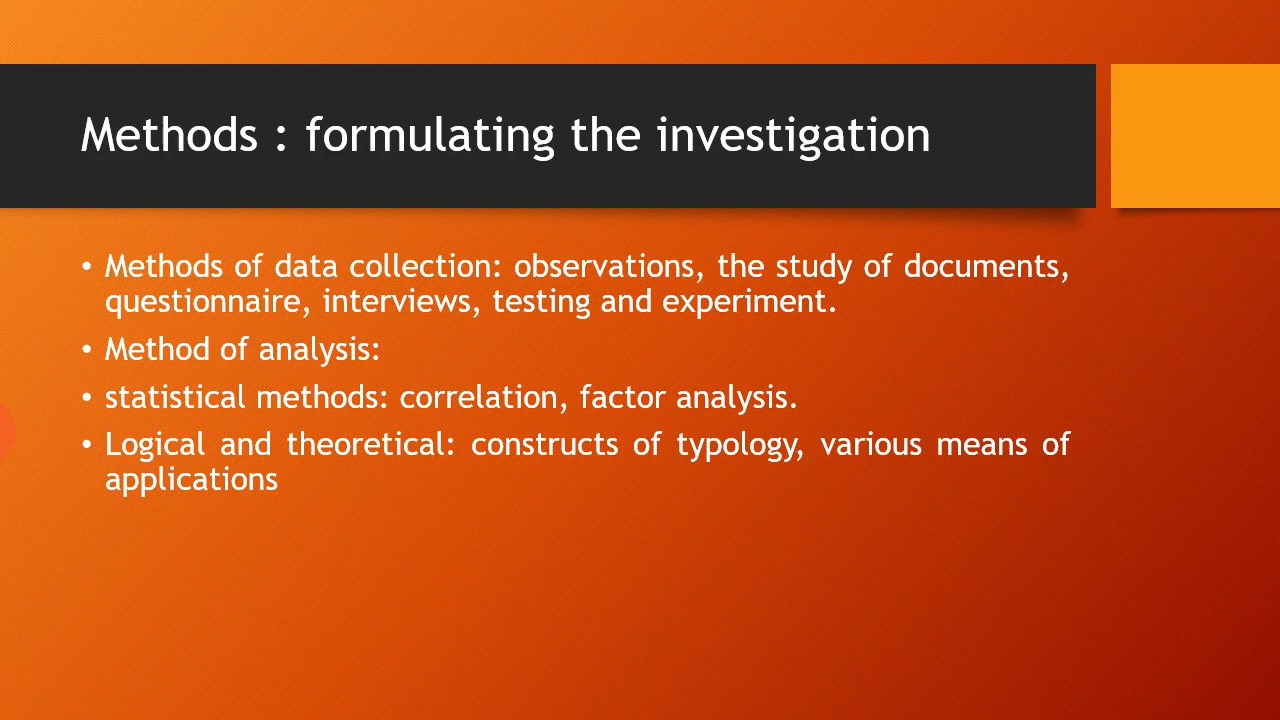 Methods : formulating the investigation
• Methods of data collection: observations, the study of documents,
questionnaire, interviews, testing and experiment.
• Method of analysis:
• statistical methods: correlation, factor analysis.
• Logical and theoretical: constructs of typology, various means of
applications